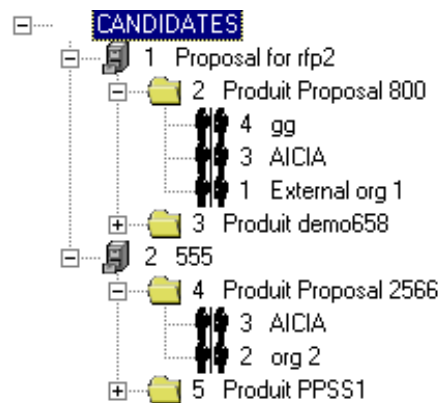 CANDIDATES
1 Proposal for rfp2
2 Produit Proposal 800
4 gg
3 AICIA
1 External org 1
3 Produit demo658
2 555
4 Produit Proposal 2566
3 AICIA
2 org 2
5 Produit PPSS1